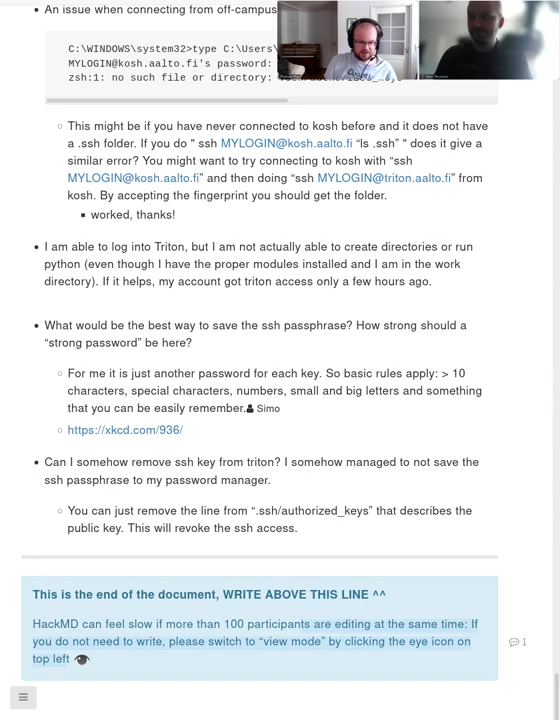 An issue when connecting from off-campus
C:\WINDOWS\system32>type C:\Users\
MYLOGIN@kosh.aalto.fi's password:
zsh:1: no such file or directory:
This might be if you have never connected to kosh before and it does not have
a .ssh folder. If you do " ssh MYLOGIN@kosh.aalto.fi “ls .ssh” " does it give a
similar error? You might want to try connecting to kosh with “ssh
MYLOGIN@kosh.aalto.fi” and then doing “ssh MYLOGIN@triton.aalto.fi” from
kosh. By accepting the fingerprint you should get the folder.
worked, thanks!
I am able to log into Triton, but I am not actually able to create directories or run
python (even though I have the proper modules installed and I am in the work
directory). If it helps, my account got triton access only a few hours ago.
What would be the best way to save the ssh passphrase? How strong should a
“strong password” be here?
For me it is just another password for each key. So basic rules apply: > 10
characters, special characters, numbers, small and big letters and something
that you can be easily remember. Simo
https://xkcd.com/936/
Can I somehow remove ssh key from triton? I somehow managed to not save the
ssh passphrase to my password manager.
You can just remove the line from “.ssh/authorized_keys” that describes the
public key. This will revoke the ssh access.
This is the end of the document, WRITE ABOVE THIS LINE ^^
HackMD can feel slow if more than 100 participants are editing at the same time: If
you do not need to write, please switch to “view mode” by clicking the eye icon on
top left
1